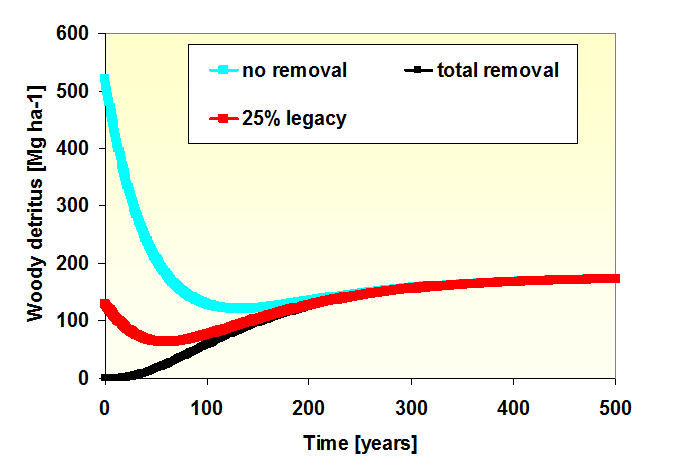 600
500
400
300
200
100
0
Woody detritus [Mg ha-1]
no removal
total removal
25% legacy
0 100 200 300 400 500
Time [years]